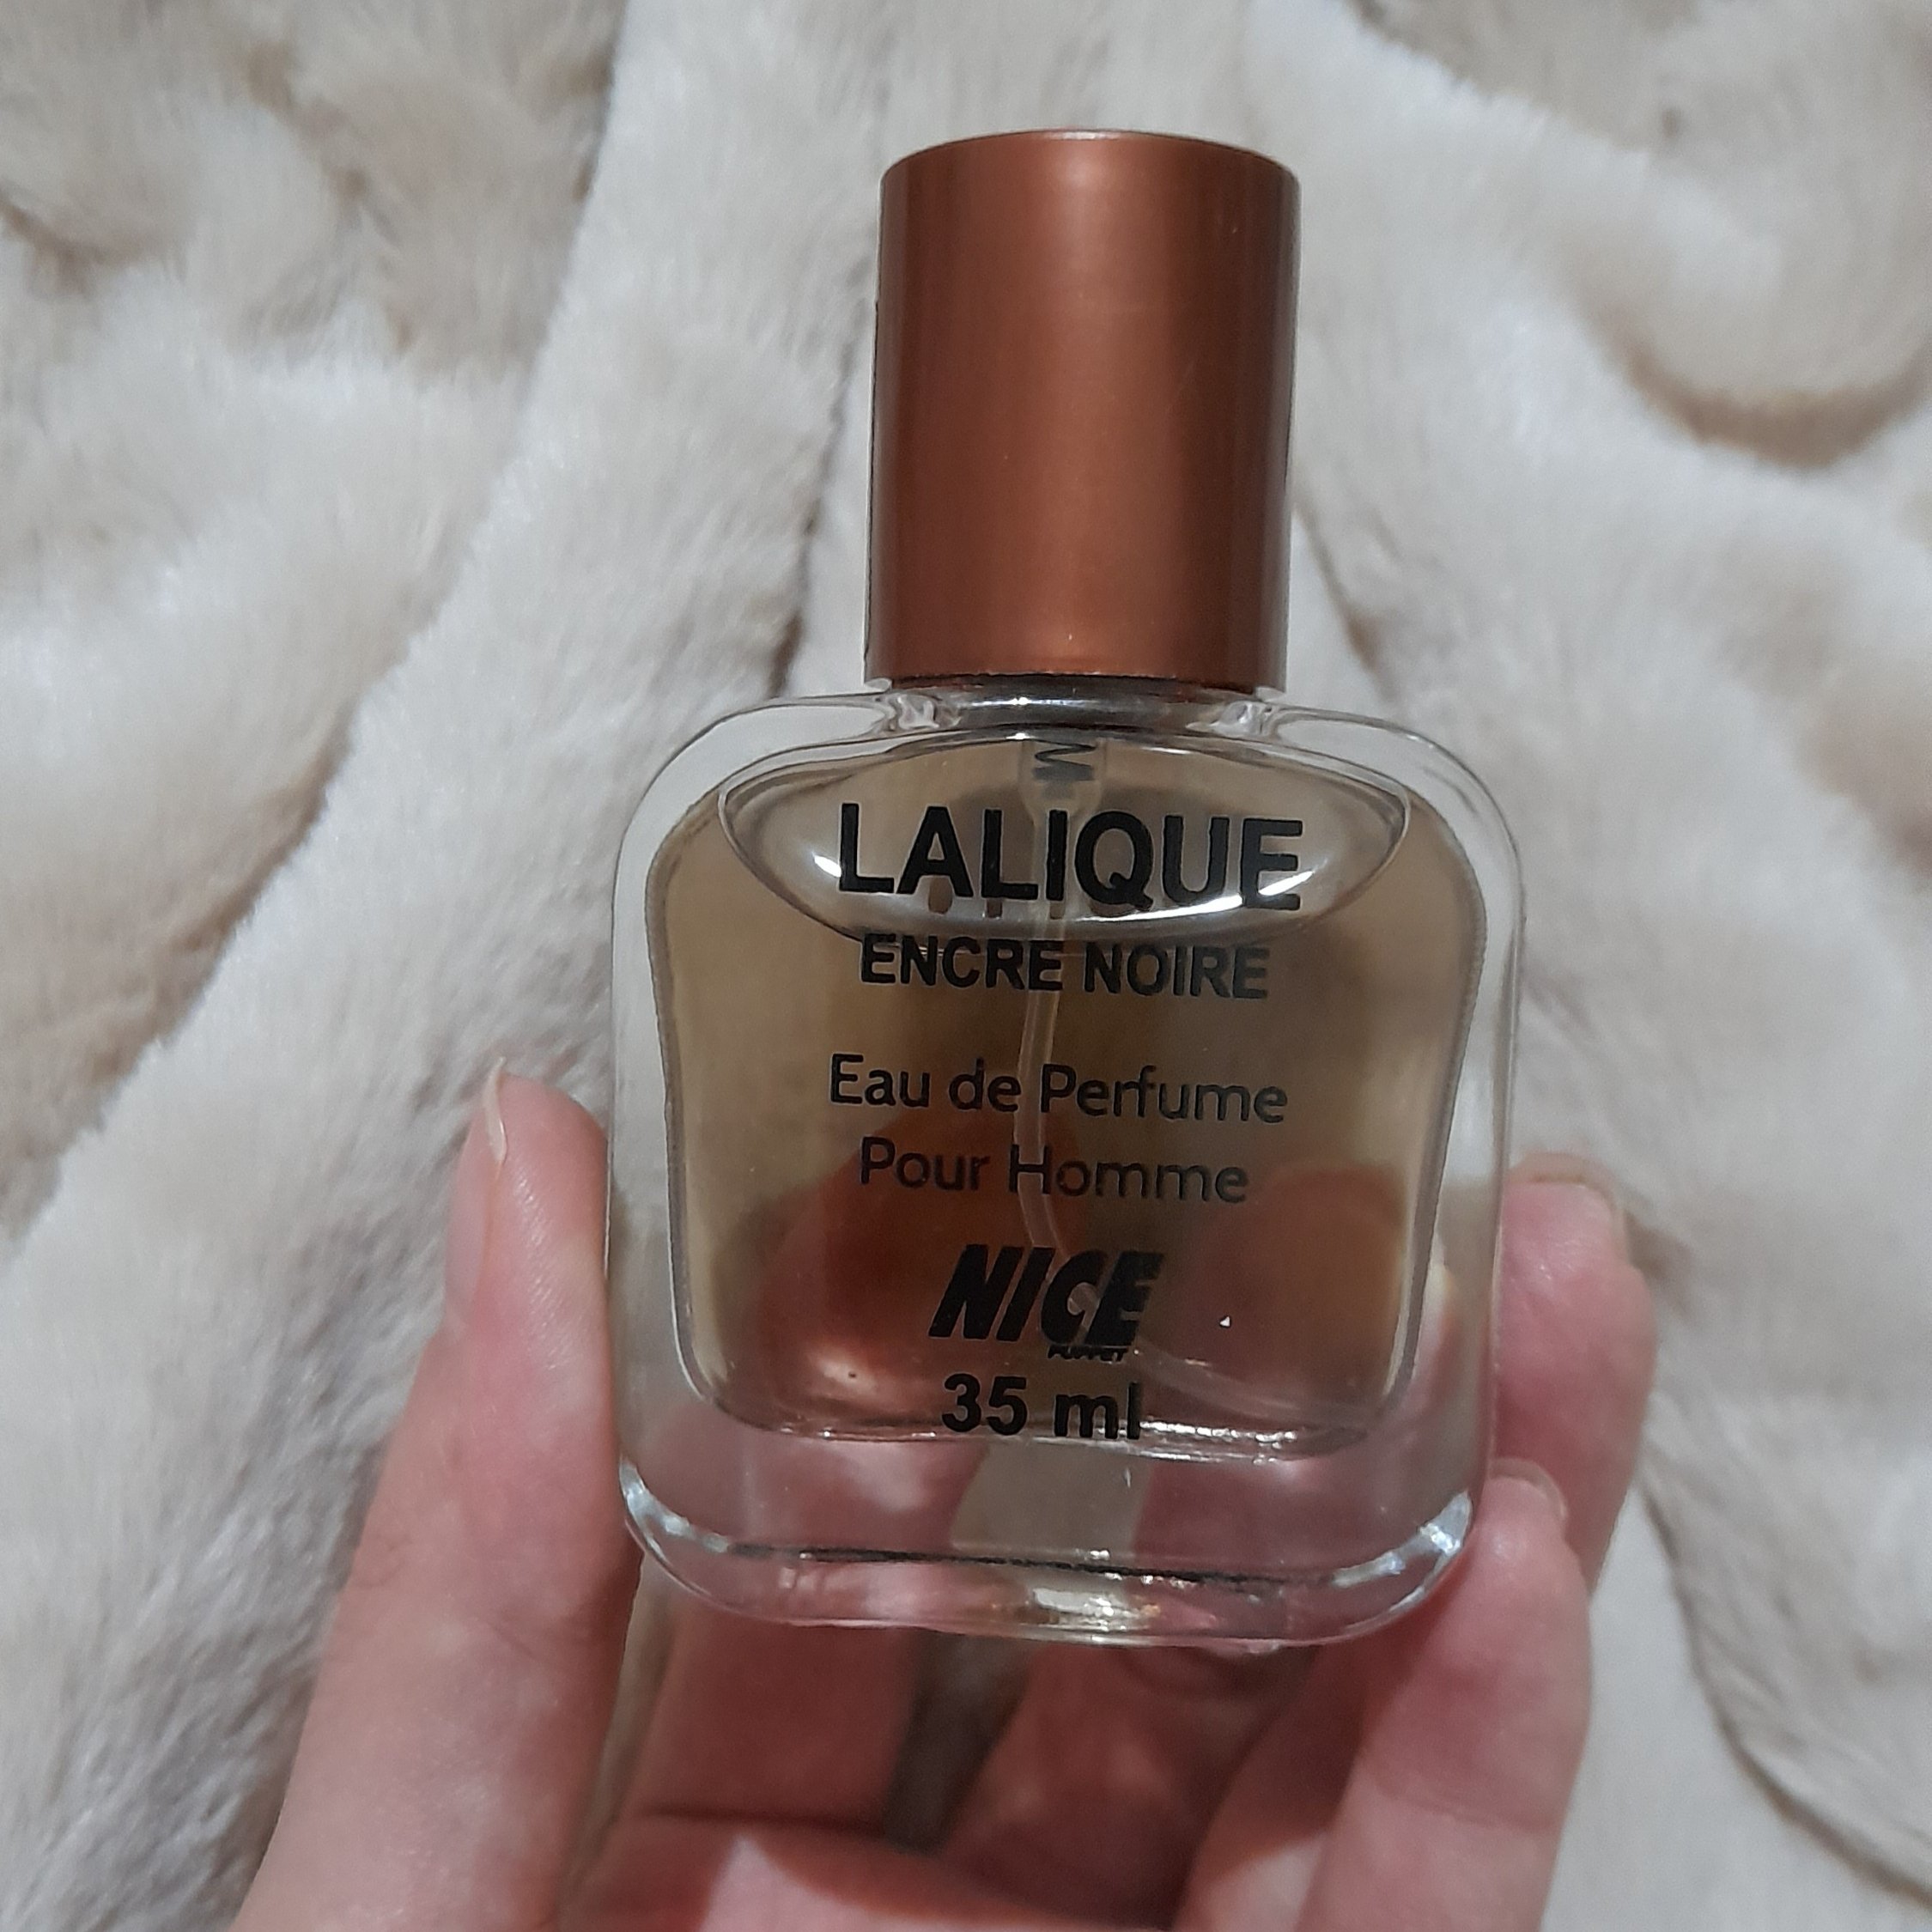 LALIQUE
ENCRE NOIRE
Eau de Perfume
Pour Homme
NICE
35 ml